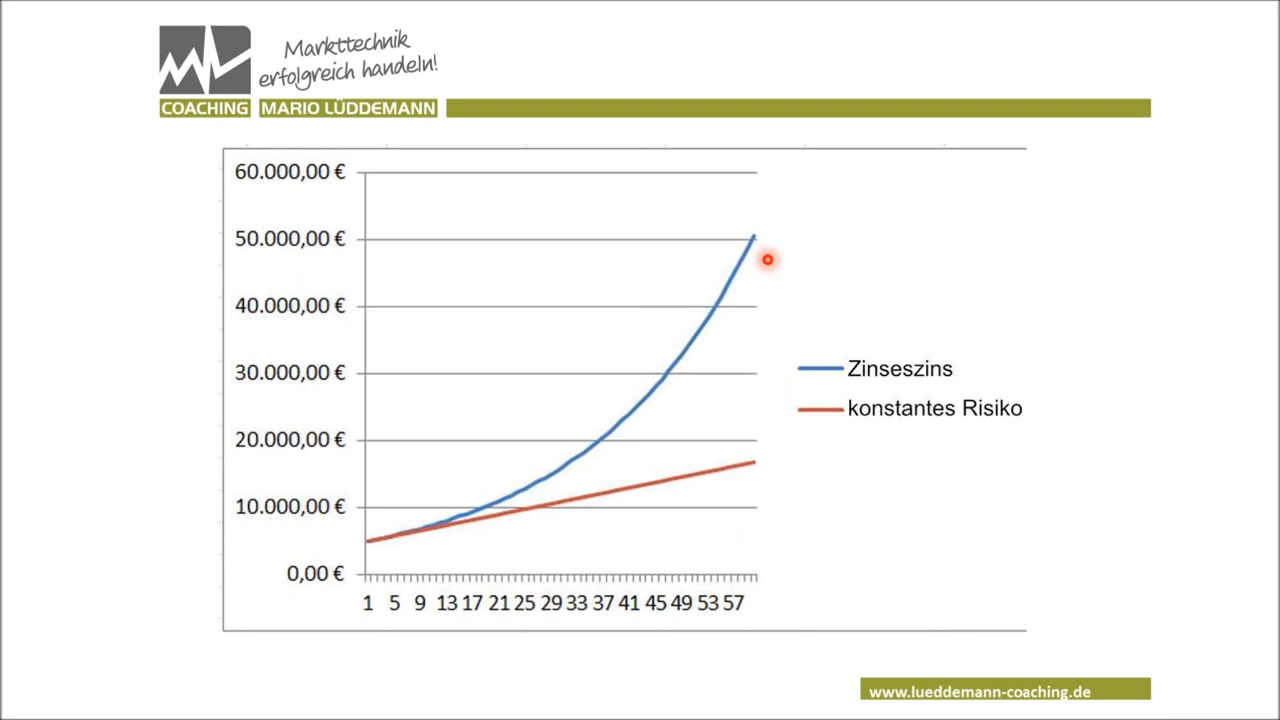 Markttechnik
erfolgreich handeln!
COACHING MARIO LÜDDEMANN
60.000,00 €
50.000,00 €
40.000,00 €
30.000,00 €
20.000,00 €
10.000,00 €
0,00 €
1 5 9 13 17 21 25 29 33 37 41 45 49 53 57
Zinseszins
konstantes Risiko
www.lueddemann-coaching.de